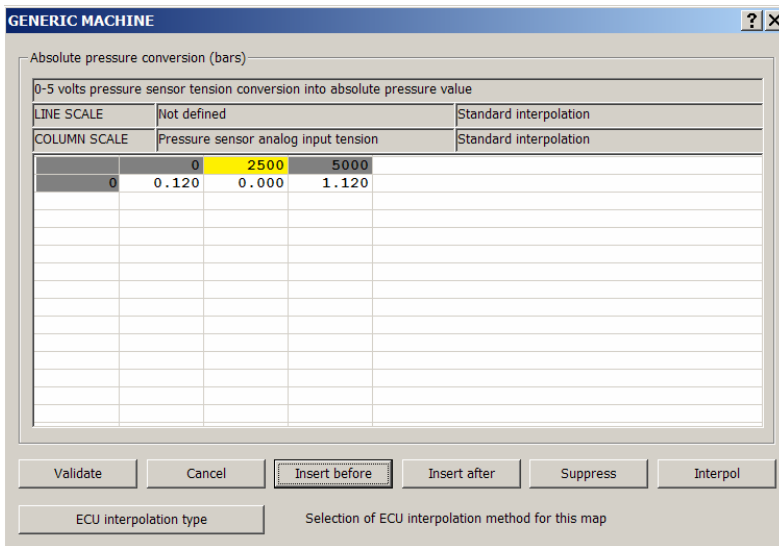 GENERIC MACHINE ? X
Absolute pressure conversion (bars)
0-5 volts pressure sensor tension conversion into absolute pressure value
LINE SCALE Not defined Standard interpolation
COLUMN SCALE Pressure sensor analog input tension Standard interpolation
0 2500 5000
0 0.120 0.000 1.120
Validate Cancel Insert before Insert after Suppress Interpol
ECU interpolation type Selection of ECU interpolation method for this map